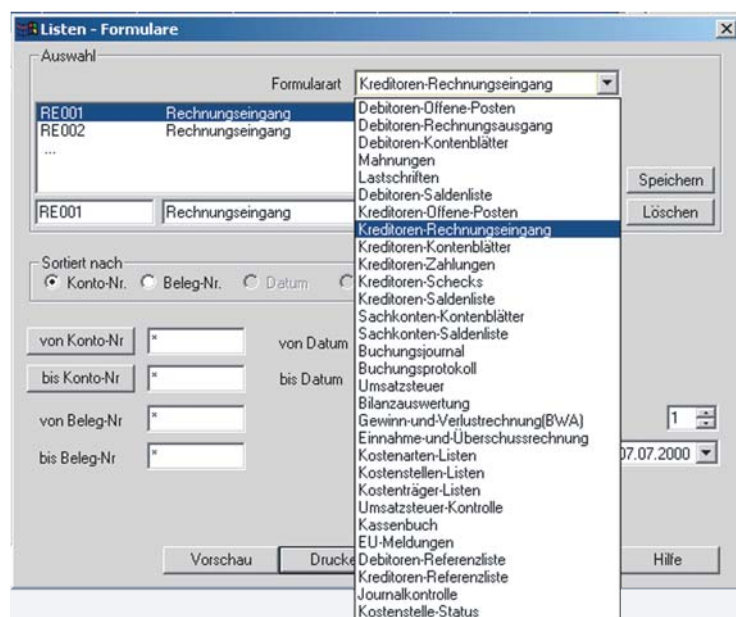 Listen - Formulare
Auswahl
Formularart Kreditoren-Rechnungseingang
RE001 Rechnungseingang
RE002 Rechnungseingang
...
RE001 Rechnungseingang
Speichern
Löschen
Debitoren-Offene-Posten
Debitoren-Rechnungsausgang
Debitoren-Kontenblätter
Mahnungen
Lastschriften
Debitoren-Saldenliste
Kreditoren-Offene-Posten
Kreditoren-Rechnungseingang
Kreditoren-Kontenblätter
Kreditoren-Zahlungen
Kreditoren-Schecks
Kreditoren-Saldenliste
Sachkonten-Kontenblätter
Sachkonten-Saldenliste
Buchungsjournal
Buchungsprotokoll
Umsatzsteuer
Bilanzauswertung
Gewinn-und-Verlustrechnung(BWA)
Einnahme-und-Überschussrechnung
Kostenarten-Listen
Kostenstellen-Listen
Kostenträger-Listen
Umsatzsteuer-Kontrolle
Kassenbuch
EU-Meldungen
Debitoren-Referenzliste
Kreditoren-Referenzliste
Journalkontrolle
Kostenstelle-Status
Sortiert nach
Konto-Nr. Beleg-Nr. Datum
von Konto-Nr * von Datum
bis Konto-Nr * bis Datum
von Beleg-Nr * 1
bis Beleg-Nr * 07.07.2000
Vorschau Drucke Hilfe